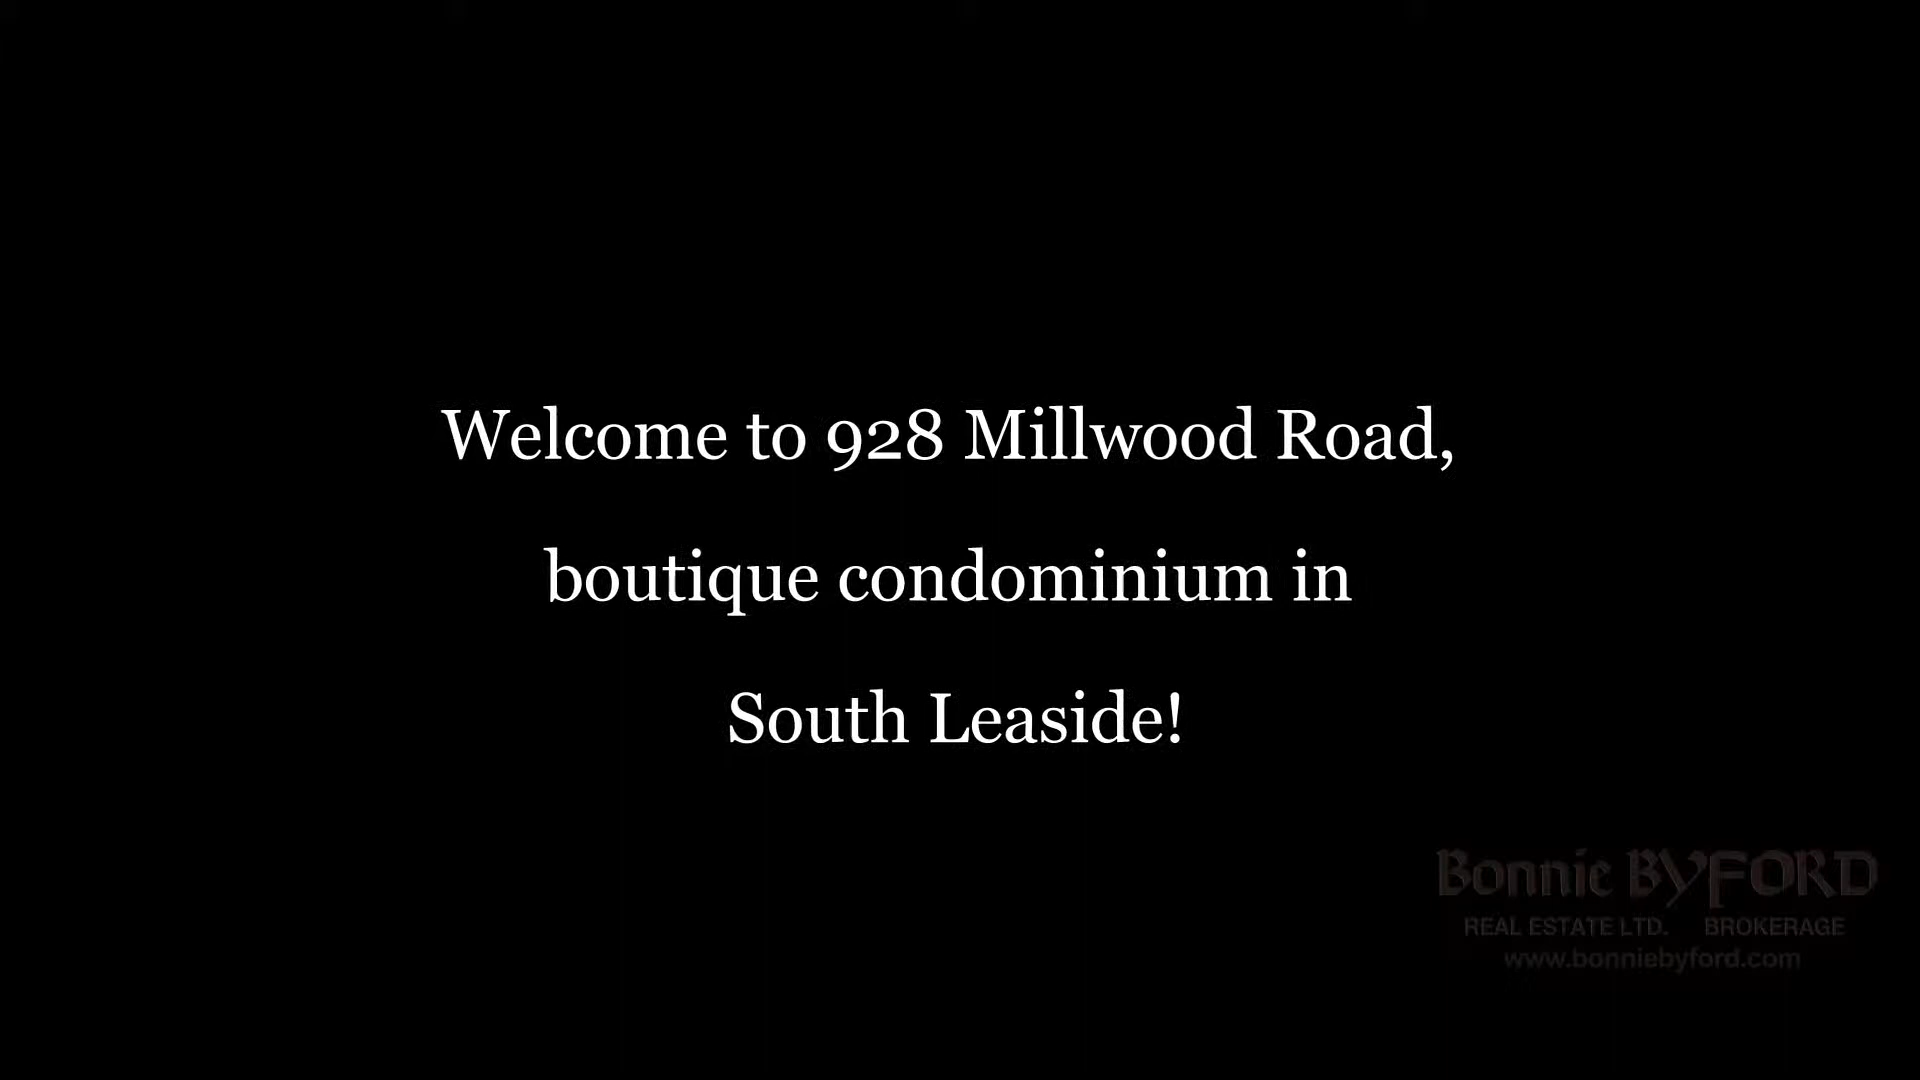 Welcome to 928 Millwood Road,
boutique condominium in
South Leaside!
Bonnie BYFORD
REAL ESTATE LTD. BROKERAGE
www.bonniebyford.com